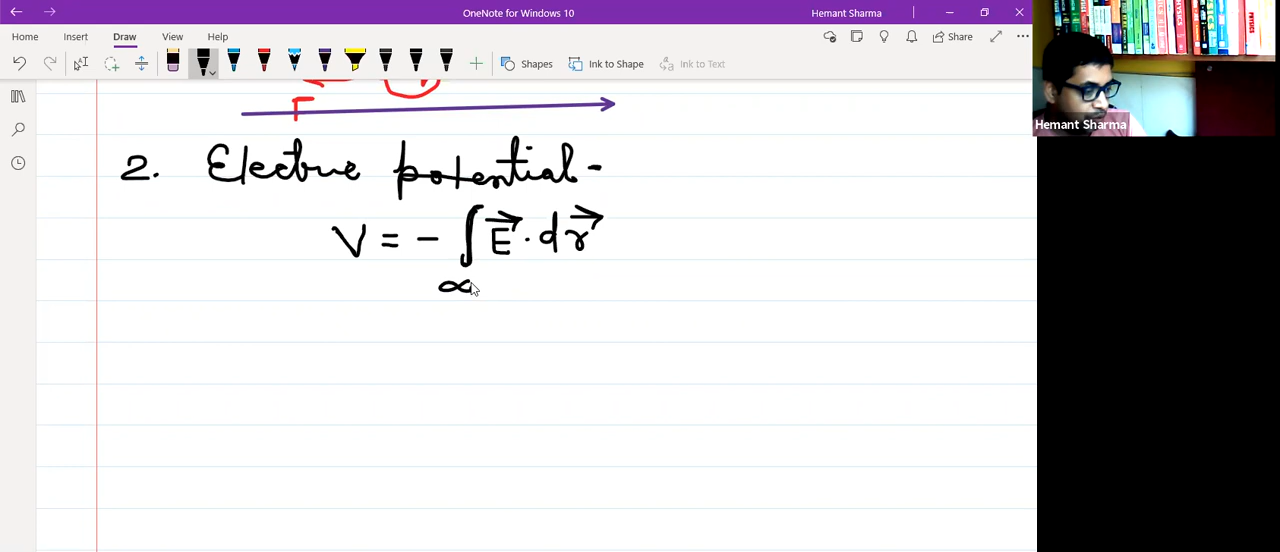 OneNote for Windows 10
Hemant Sharma
Home Insert Draw View Help
Share
Shapes Ink to Shape Ink to Text
Hemant Sharma
F
2. Electric potential -
V = - ∫ E⃗ . d r⃗
∞